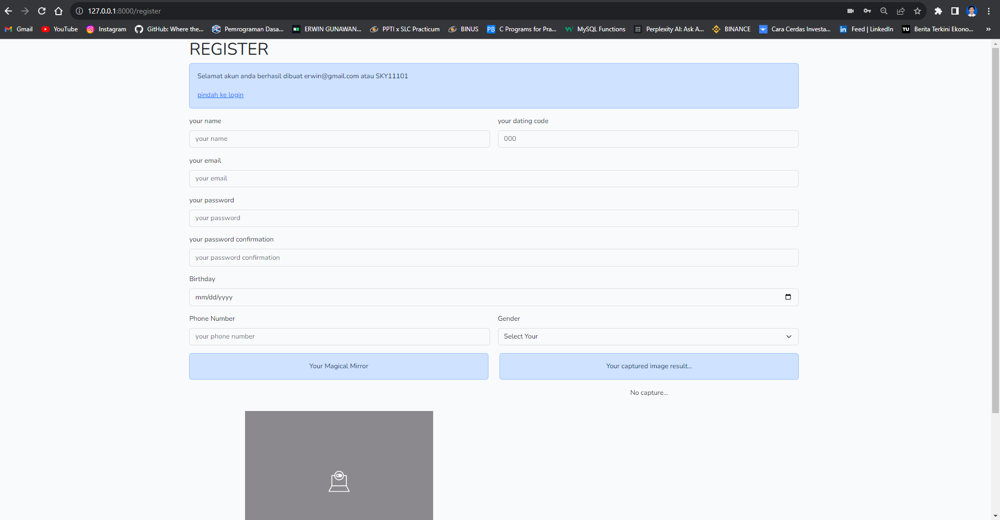 127.0.0.1:8000/register
Gmail YouTube Instagram GitHub: Where the... Pemrograman Dasa... ERWIN GUNAWAN... PPTI x SLC Practicum BINUS C Programs for Pra... MySQL Functions Perplexity AI: Ask A... BINANCE Cara Cerdas Investa... Feed | LinkedIn Berita Terkini Ekono... »
REGISTER
Selamat akun anda berhasil dibuat erwin@gmail.com atau SKY11101
pindah ke login
your name your dating code
your name 000
your email
your email
your password
your password
your password confirmation
your password confirmation
Birthday
mm/dd/yyyy
Phone Number Gender
your phone number Select Your
Your Magical Mirror Your captured image result...
No capture...